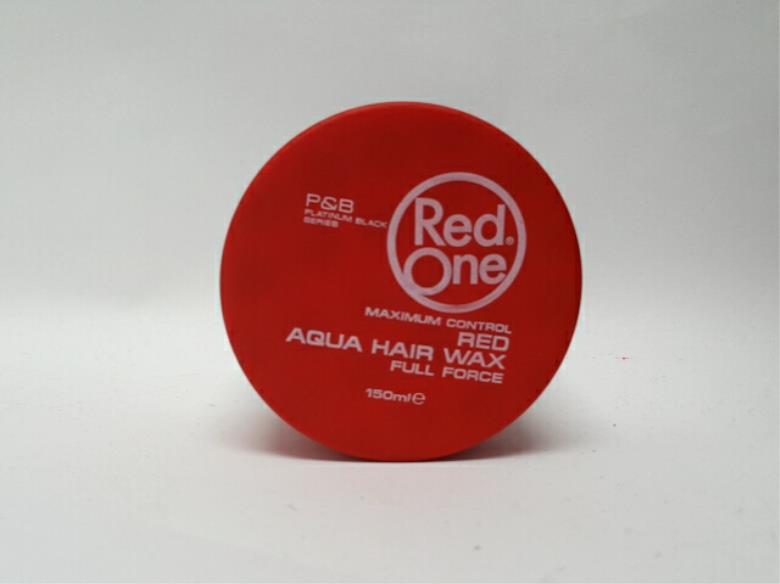 P&B
PLATINUM BLACK
SERIES
Red®
One
MAXIMUM CONTROL
RED
AQUA HAIR WAX
FULL FORCE
150ml℮